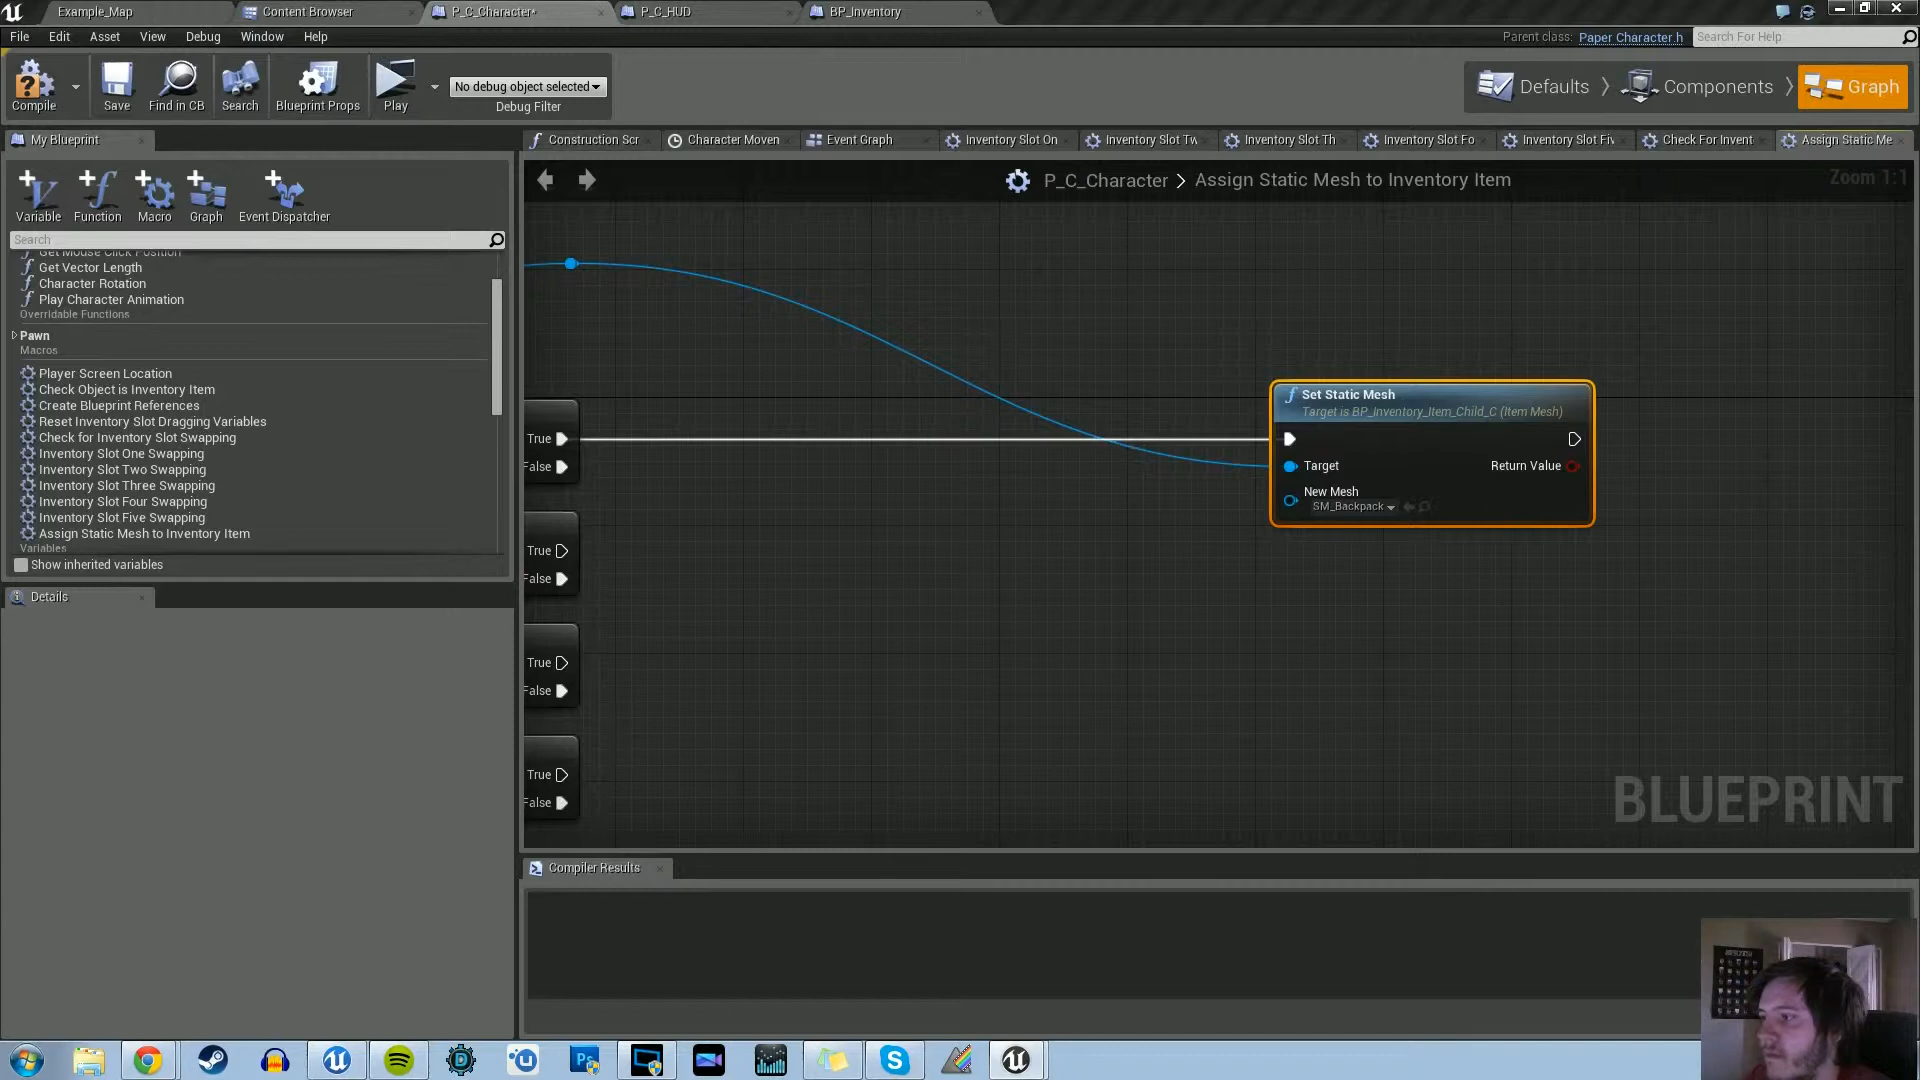 Example_Map
Content Browser
P_C_Character*
P_C_HUD
BP_Inventory
File Edit Asset View Debug Window Help
Parent class: Paper Character.h
Search For Help
Compile
Save
Find in CB
Search
Blueprint Props
Play
No debug object selected
Debug Filter
Defaults
Components
Graph
My Blueprint
Construction Scr
Character Moven
Event Graph
Inventory Slot On
Inventory Slot Tw
Inventory Slot Th
Inventory Slot Fo
Inventory Slot Fiv
Check For Invent
Assign Static Me
Variable
Function
Macro
Graph
Event Dispatcher
Search
Get Mouse Click Position
Get Vector Length
Character Rotation
Play Character Animation
Overridable Functions
Pawn
Macros
Player Screen Location
Check Object is Inventory Item
Create Blueprint References
Reset Inventory Slot Dragging Variables
Check for Inventory Slot Swapping
Inventory Slot One Swapping
Inventory Slot Two Swapping
Inventory Slot Three Swapping
Inventory Slot Four Swapping
Inventory Slot Five Swapping
Assign Static Mesh to Inventory Item
Variables
Show inherited variables
Details
P_C_Character > Assign Static Mesh to Inventory Item
Zoom 1:1
True
False
True
False
True
False
True
False
Set Static Mesh
Target is BP_Inventory_Item_Child_C (Item Mesh)
Target
Return Value
New Mesh
SM_Backpack
BLUEPRINT
Compiler Results